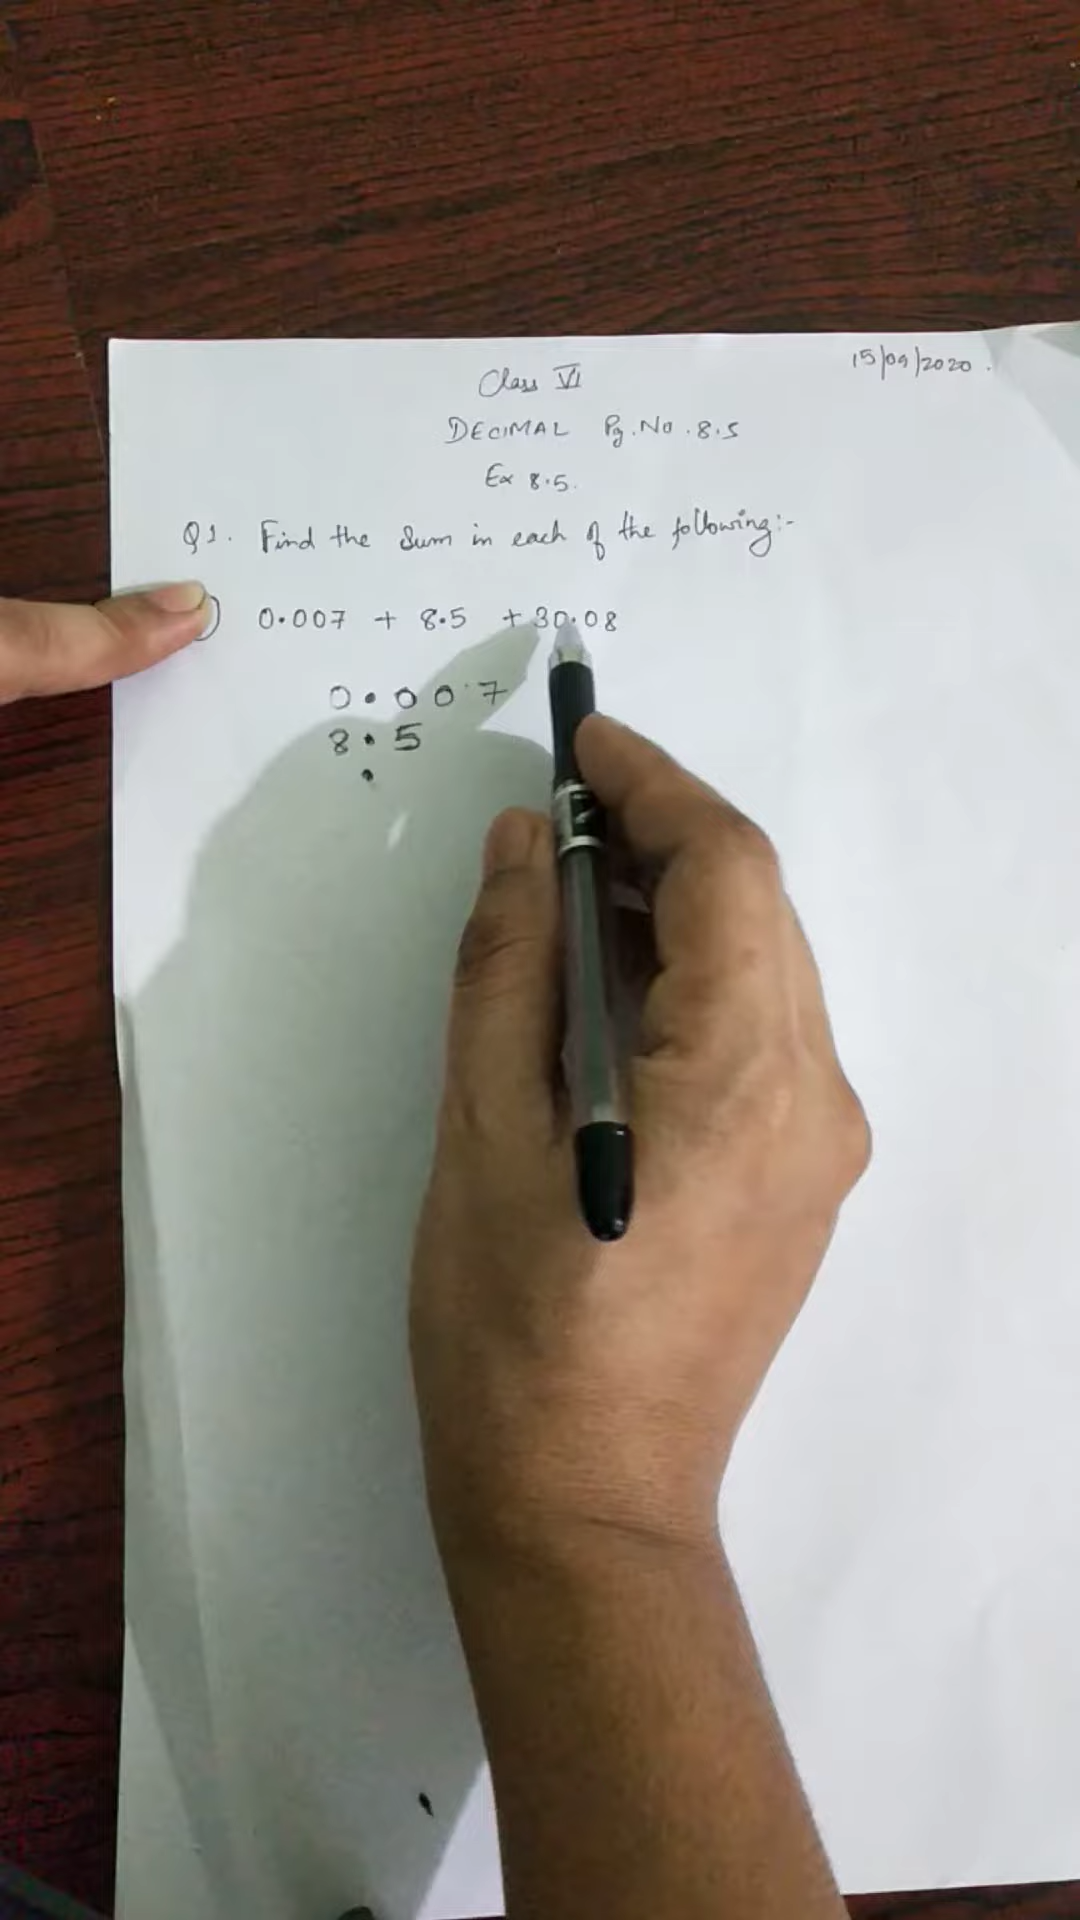 15/09/2020.
Class VI
DECIMAL Pg.No.8.5
Ex 8.5.
Q1. Find the Sum in each of the following:-
0.007 + 8.5 + 30.08
0.007
8.5
.